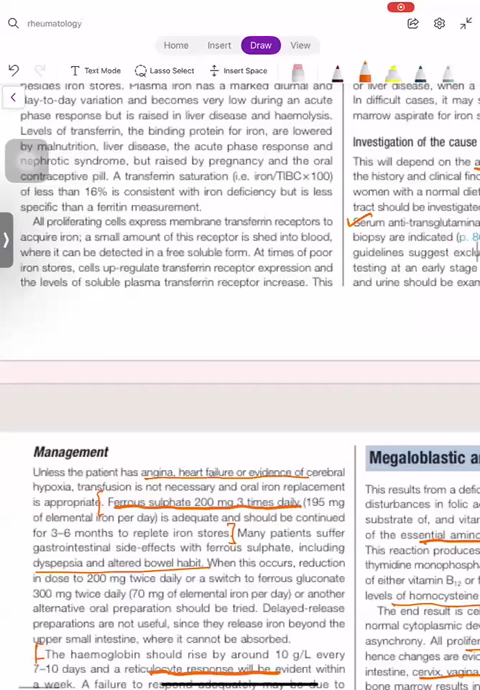 rheumatology
Home Insert Draw View
Text Mode Lasso Select Insert Space
besides iron stores. Plasma iron has a marked diurnal and
day-to-day variation and becomes very low during an acute
phase response but is raised in liver disease and haemolysis.
Levels of transferrin, the binding protein for iron, are lowered
by malnutrition, liver disease, the acute phase response and
nephrotic syndrome, but raised by pregnancy and the oral
contraceptive pill. A transferrin saturation (i.e. iron/TIBC×100)
of less than 16% is consistent with iron deficiency but is less
specific than a ferritin measurement.
All proliferating cells express membrane transferrin receptors to
acquire iron; a small amount of this receptor is shed into blood,
where it can be detected in a free soluble form. At times of poor
iron stores, cells up-regulate transferrin receptor expression and
the levels of soluble plasma transferrin receptor increase. This
or liver disease, when a
In difficult cases, it may
marrow aspirate for iron s
Investigation of the cause
This will depend on the a
the history and clinical find
women with a normal diet
tract should be investigate
Serum anti-transglutamina
biopsy are indicated (p. 8
guidelines suggest exclu
testing at an early stage
and urine should be exam
Management
Unless the patient has angina, heart failure or evidence of cerebral
hypoxia, transfusion is not necessary and oral iron replacement
is appropriate. Ferrous sulphate 200 mg 3 times daily (195 mg
of elemental iron per day) is adequate and should be continued
for 3–6 months to replete iron stores. Many patients suffer
gastrointestinal side-effects with ferrous sulphate, including
dyspepsia and altered bowel habit. When this occurs, reduction
in dose to 200 mg twice daily or a switch to ferrous gluconate
300 mg twice daily (70 mg of elemental iron per day) or another
alternative oral preparation should be tried. Delayed-release
preparations are not useful, since they release iron beyond the
upper small intestine, where it cannot be absorbed.
The haemoglobin should rise by around 10 g/L every
7–10 days and a reticulocyte response will be evident within
a week. A failure to respond adequately may be due to
Megaloblastic a
This results from a defic
disturbances in folic ac
substrate of, and vitar
of the essential amino
This reaction produces
thymidine monophospha
of either vitamin B12 or f
levels of homocysteine
The end result is ce
normal cytoplasmic dev
asynchrony. All prolife
hence changes are evic
intestine, cervix, vagina
bone marrow results in